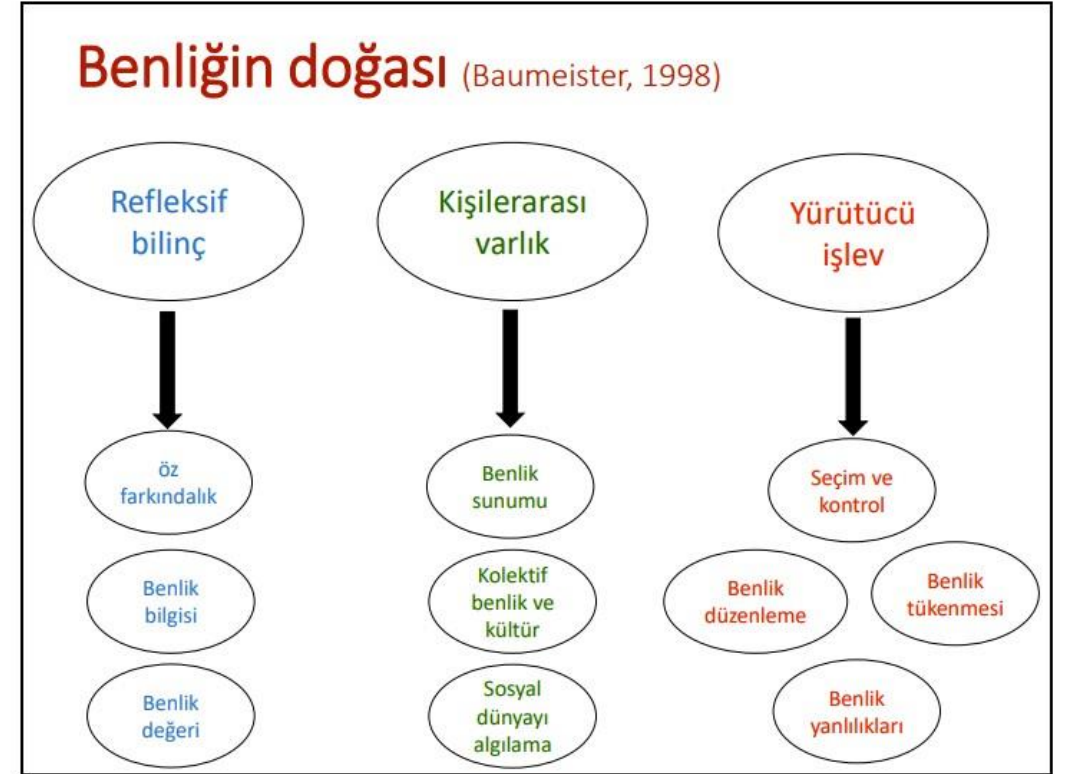 Benliğin doğası (Baumeister, 1998)
Refleksif
bilinç
Kişilerarası
varlık
Yürütücü
işlev
öz
farkındalık
Benlik
sunumu
Seçim ve
kontrol
Benlik
bilgisi
Kolektif
benlik ve
kültür
Benlik
düzenleme
Benlik
tükenmesi
Benlik
değeri
Sosyal
dünyayı
algılama
Benlik
yanlılıkları